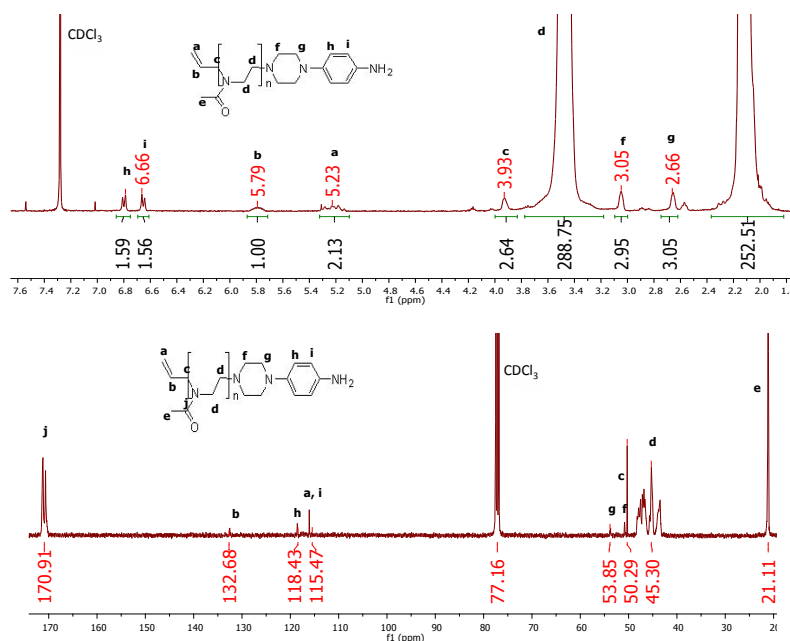 CDCl3
a
b
c
d
d
N
n
e
O
f
g
N
N
h
i
NH2
d
h
i
6.66
b
5.79
a
5.23
c
3.93
f
3.05
g
2.66
1.59
1.56
1.00
2.13
2.64
288.75
2.95
3.05
252.51
7.6 7.4 7.2 7.0 6.8 6.6 6.4 6.2 6.0 5.8 5.6 5.4 5.2 5.0 4.8 4.6 4.4 4.2 4.0 3.8 3.6 3.4 3.2 3.0 2.8 2.6 2.4 2.2 2.0 1.
f1 (ppm)
a
b
c
d
d
N
n
j
e
O
f
g
N
N
h
i
NH2
CDCl3
j
b
h
a, i
g
f
c
d
e
170.91
132.68
118.43
115.47
77.16
53.85
50.29
45.30
21.11
170 160 150 140 130 120 110 100 90 80 70 60 50 40 30 20
f1 (ppm)